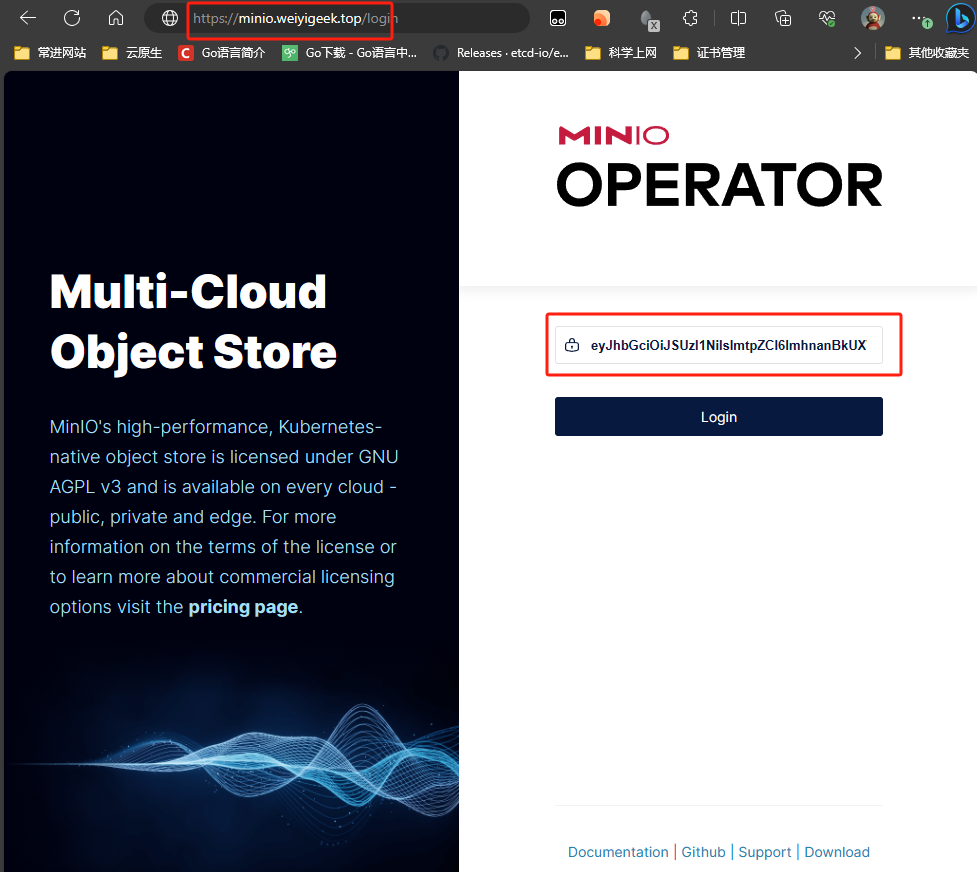 https://minio.weiyigeek.top/login
X
常进网站 云原生 C Go语言简介 go Go下载 - Go语言中... Releases · etcd-io/e... 科学上网 证书管理 其他收藏夹
MINIO
OPERATOR
Multi-Cloud
Object Store
MinIO's high-performance, Kubernetes-
native object store is licensed under GNU
AGPL v3 and is available on every cloud -
public, private and edge. For more
information on the terms of the license or
to learn more about commercial licensing
options visit the pricing page.
eyJhbGciOiJSUzI1NiIsImtpZCI6ImhnanBkUX
Login
Documentation | Github | Support | Download